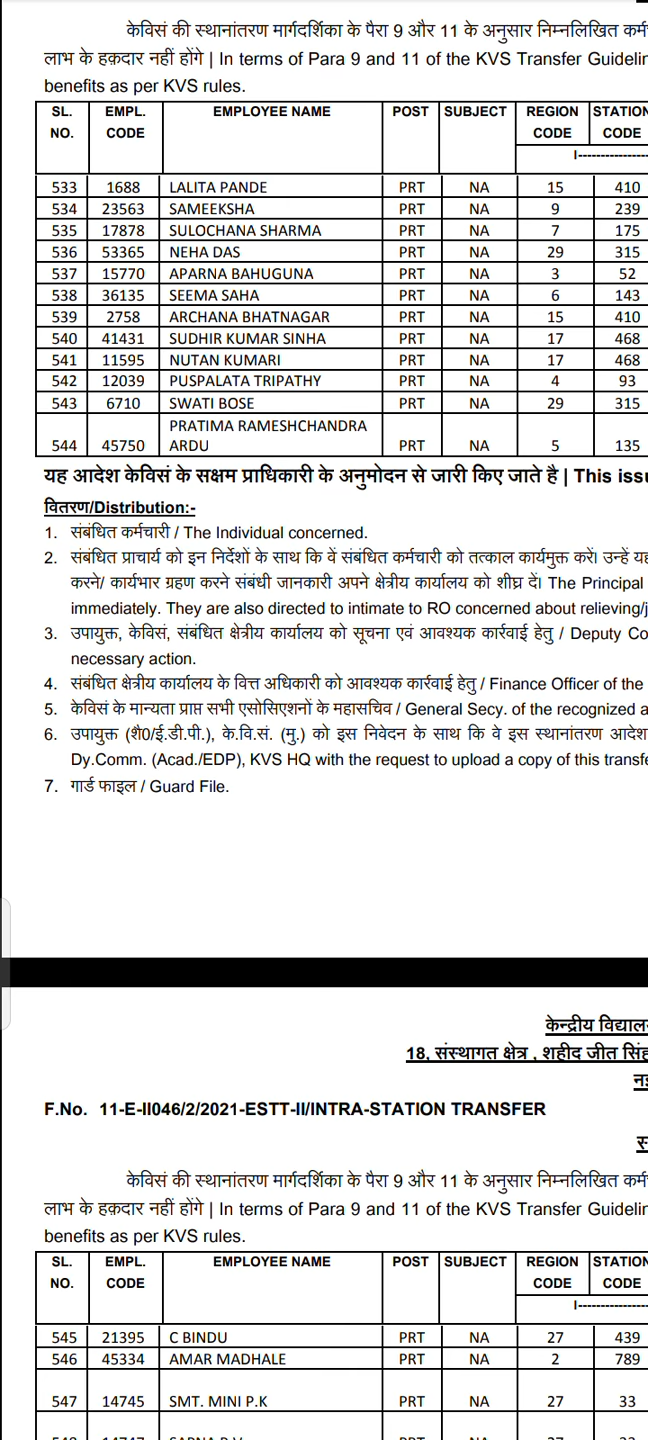 केविसं की स्थानांतरण मार्गदर्शिका के पैरा 9 और 11 के अनुसार निम्नलिखित
लाभ के हक़दार नहीं होंगे | In terms of Para 9 and 11 of the KVS Transfer
benefits as per KVS rules.
SL. NO. EMPL. CODE EMPLOYEE NAME POST SUBJECT REGION CODE STATION CODE
I----------------
533 1688 LALITA PANDE PRT NA 15 410
534 23563 SAMEEKSHA PRT NA 9 239
535 17878 SULOCHANA SHARMA PRT NA 7 175
536 53365 NEHA DAS PRT NA 29 315
537 15770 APARNA BAHUGUNA PRT NA 3 52
538 36135 SEEMA SAHA PRT NA 6 143
539 2758 ARCHANA BHATNAGAR PRT NA 15 410
540 41431 SUDHIR KUMAR SINHA PRT NA 17 468
541 11595 NUTAN KUMARI PRT NA 17 468
542 12039 PUSPALATA TRIPATHY PRT NA 4 93
543 6710 SWATI BOSE PRT NA 29 315
PRATIMA RAMESHCHANDRA
544 45750 ARDU PRT NA 5 135
यह आदेश केविसं के सक्षम प्राधिकारी के अनुमोदन से जारी किए जाते है | This
वितरण/Distribution:-
1. संबंधित कर्मचारी / The Individual concerned.
2. संबंधित प्राचार्य को इन निर्देशों के साथ कि वें संबंधित कर्मचारी को तत्काल कार्यमुक्त करें। उन्हें
करने/ कार्यभार ग्रहण करने संबंधी जानकारी अपने क्षेत्रीय कार्यालय को शीघ्र दें। The Principal
immediately. They are also directed to intimate to RO concerned about relieving/
3. उपायुक्त, केविसं, संबंधित क्षेत्रीय कार्यालय को सूचना एवं आवश्यक कार्रवाई हेतु / Deputy
necessary action.
4. संबंधित क्षेत्रीय कार्यालय के वित्त अधिकारी को आवश्यक कार्रवाई हेतु / Finance Officer of the
5. केविसं के मान्यता प्राप्त सभी एसोसिएशनों के महासचिव / General Secy. of the recognized
6. उपायुक्त (शै0/ई.डी.पी.), के.वि.सं. (मु.) को इस निवेदन के साथ कि वे इस स्थानांतरण
Dy.Comm. (Acad./EDP), KVS HQ with the request to upload a copy of this
7. गार्ड फाइल / Guard File.
केन्द्रीय
18, संस्थागत क्षेत्र , शहीद जीत
F.No. 11-E-II046/2/2021-ESTT-II/INTRA-STATION TRANSFER
केविसं की स्थानांतरण मार्गदर्शिका के पैरा 9 और 11 के अनुसार निम्नलिखित
लाभ के हक़दार नहीं होंगे | In terms of Para 9 and 11 of the KVS Transfer
benefits as per KVS rules.
SL. NO. EMPL. CODE EMPLOYEE NAME POST SUBJECT REGION CODE STATION CODE
I----------------
545 21395 C BINDU PRT NA 27 439
546 45334 AMAR MADHALE PRT NA 2 789
547 14745 SMT. MINI P.K PRT NA 27 33